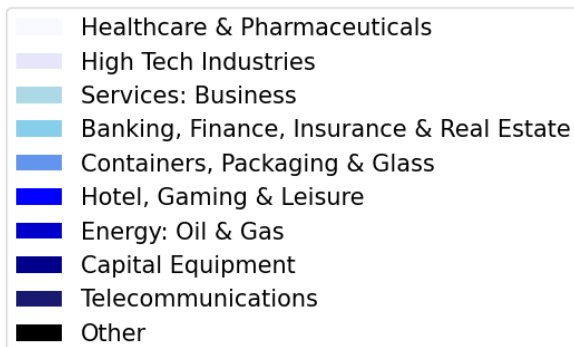 Healthcare & Pharmaceuticals
High Tech Industries
Services: Business
Banking, Finance, Insurance & Real Estate
Containers, Packaging & Glass
Hotel, Gaming & Leisure
Energy: Oil & Gas
Capital Equipment
Telecommunications
Other